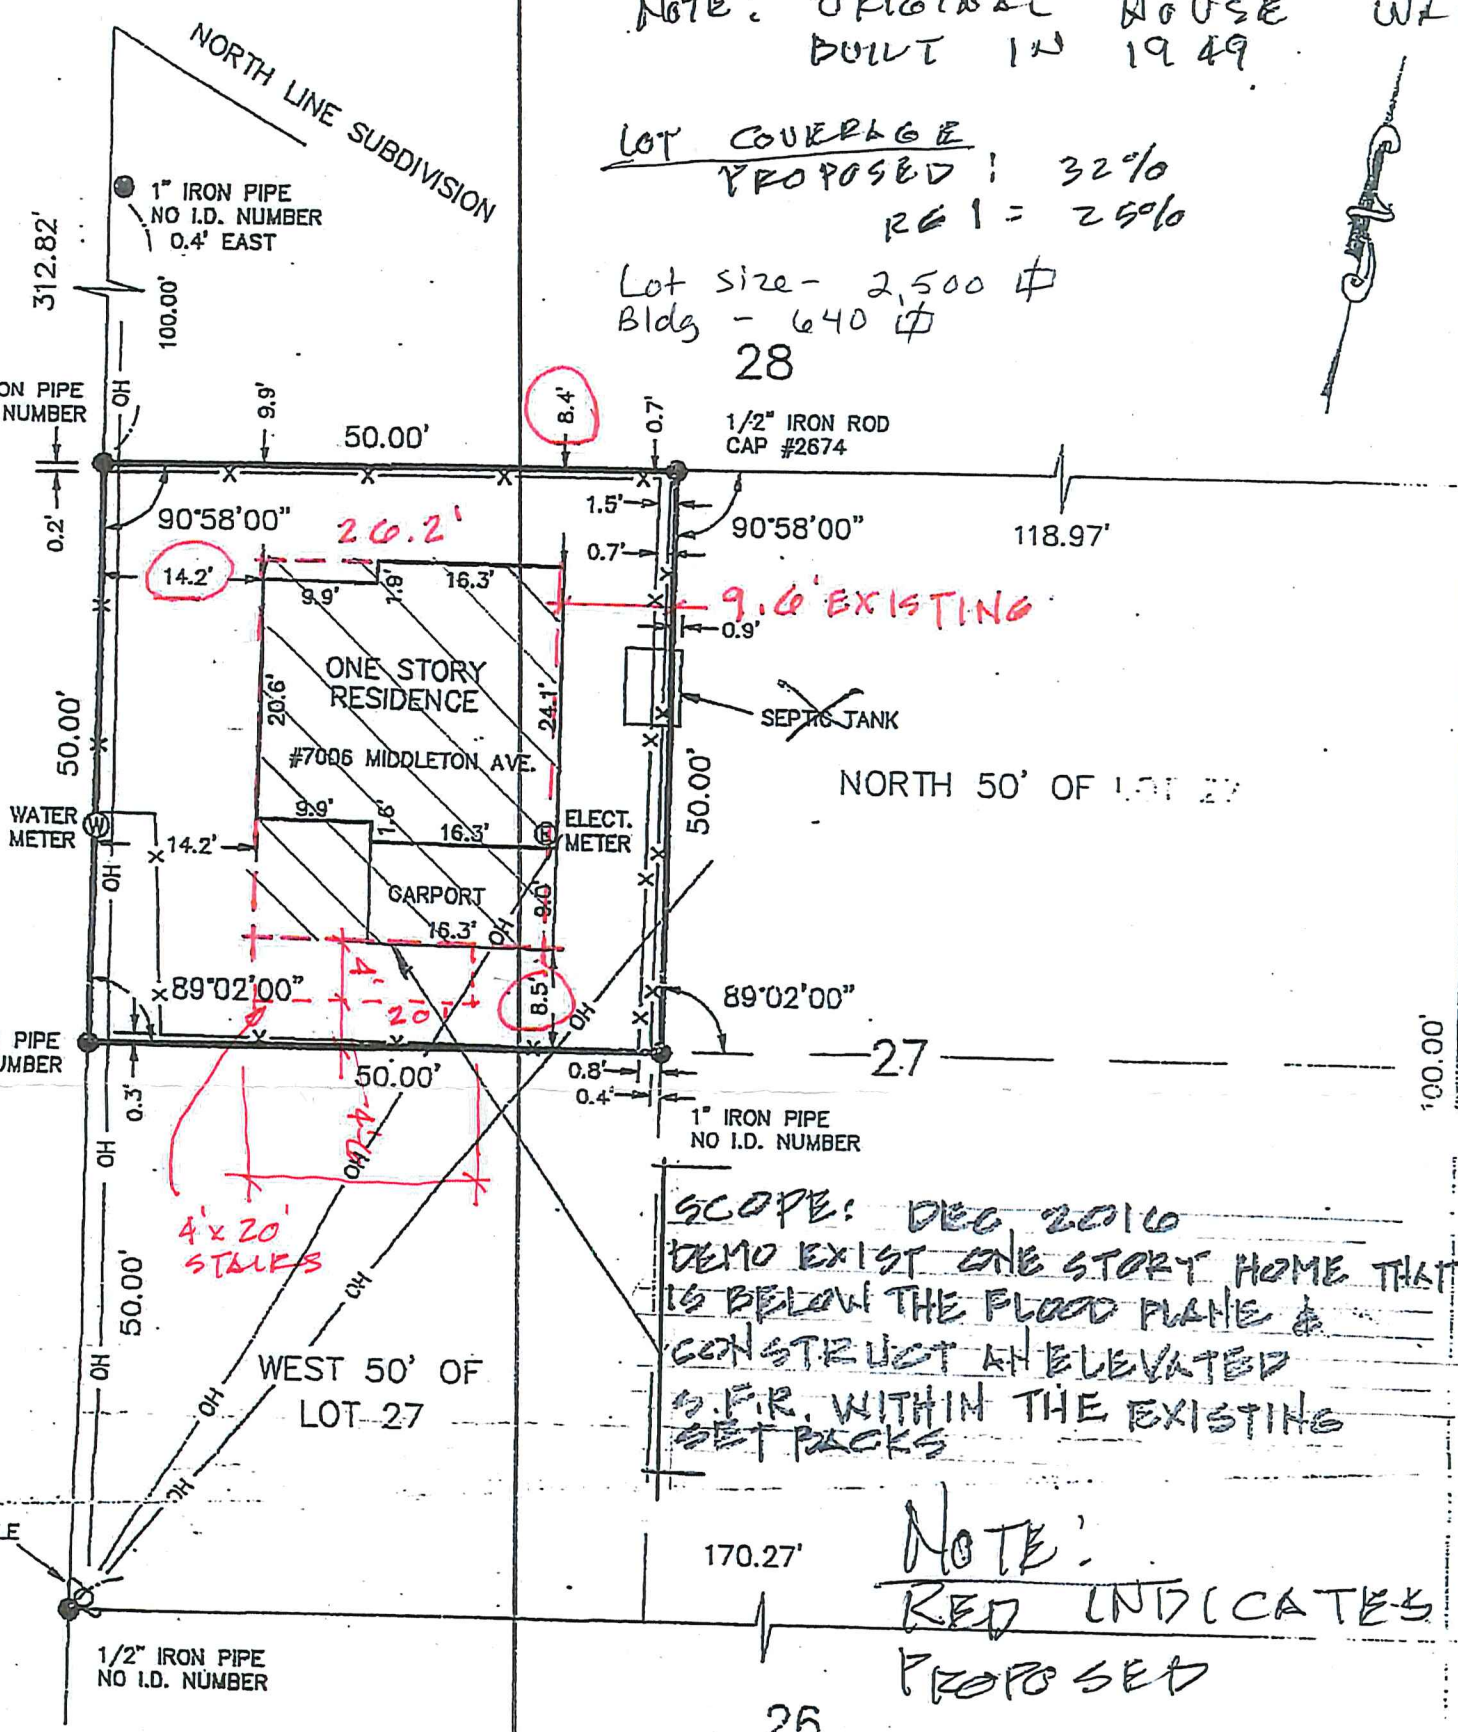 NOTE: ORIGINAL HOUSE
BUILT IN 1949
NORTH LINE SUBDIVISION
LOT COVERAGE
PROPOSED : 32%
RE 1 = 25%
Lot size - 2,500
Bldg - 640
28
1" IRON PIPE
NO I.D. NUMBER
0.4' EAST
312.82'
100.00'
OH
ON PIPE
NUMBER
9.9'
50.00'
8.4'
0.7'
1/2" IRON ROD
CAP #2674
0.2'
90°58'00"
26.2'
1.5'
90°58'00"
118.97'
14.2'
9.9'
1.9'
16.3'
0.7'
9.6' EXISTING
0.9'
ONE STORY
RESIDENCE
20.6'
24.1'
SEPTIC TANK
#7006 MIDDLETON AVE.
50.00'
50.00'
NORTH 50' OF LOT 27
WATER
METER
W
9.9'
1.6'
16.3'
E
ELECT.
METER
14.2'
OH
CARPORT
9.0'
16.3'
OH
89°02'00"
4'
20'
8.5'
OH
89°02'00"
PIPE
UMBER
27
50.00'
0.8'
0.4'
0.3'
100.00'
1" IRON PIPE
NO I.D. NUMBER
OH
OH
4' x 20'
STAIRS
SCOPE: DEC, 2016
DEMO EXIST ONE STORY HOME THAT
IS BELOW THE FLOOD PLANE &
CONSTRUCT AN ELEVATED
S.F.R. WITHIN THE EXISTING
SET BACKS
50.00'
OH
OH
WEST 50' OF
LOT 27
OH
OH
170.27'
NOTE:
RED INDICATES
PROPOSED
1/2" IRON PIPE
NO I.D. NUMBER
26